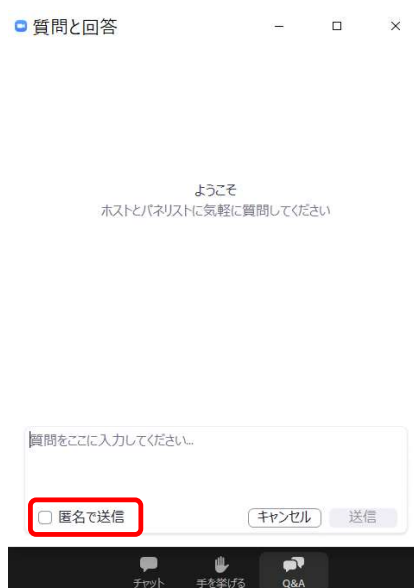 質問と回答
ようこそ
ホストとパネリストに気軽に質問してください
質問をここに入力してください...
匿名で送信
キャンセル
送信
チャット
手を挙げる
Q&A